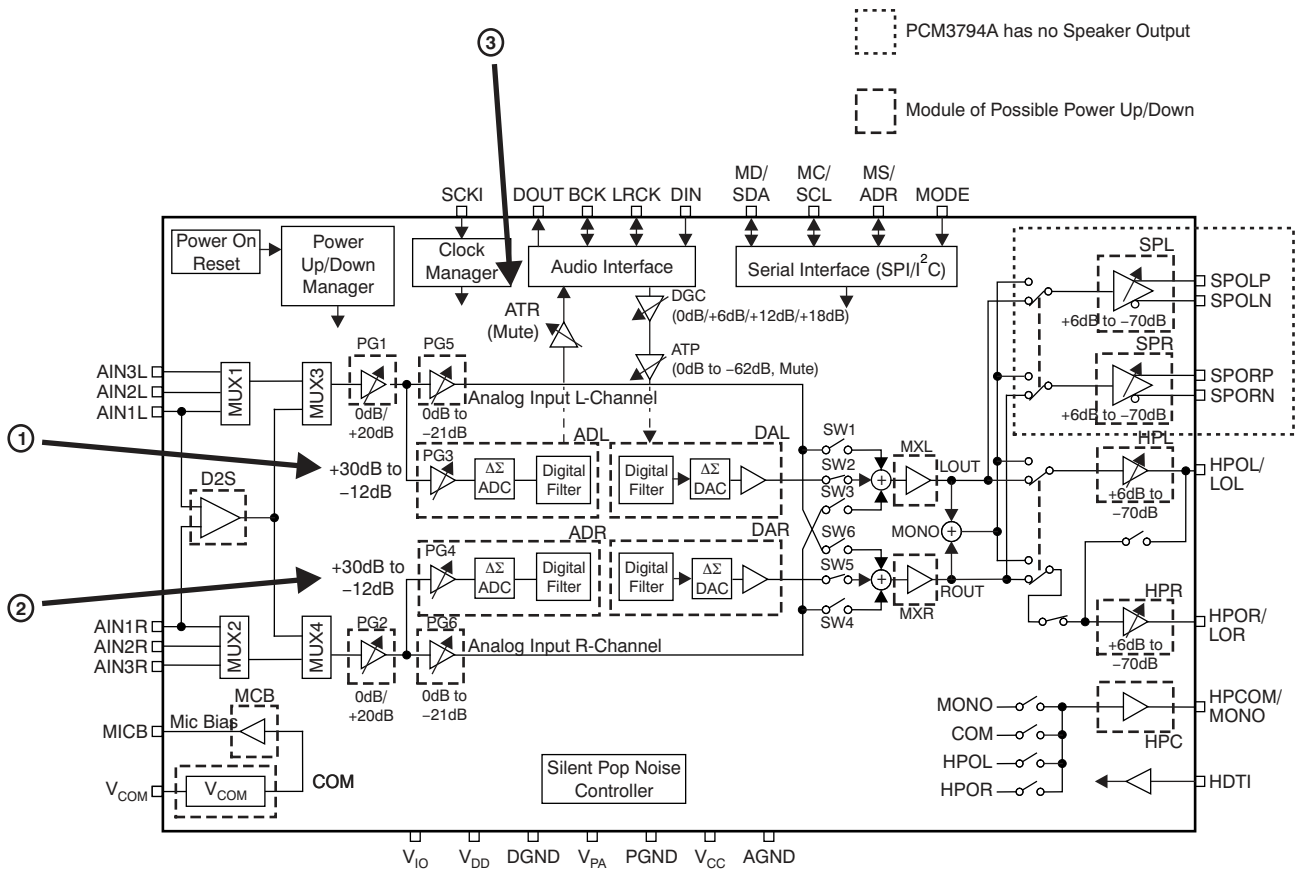 ③
PCM3794A has no Speaker Output
Module of Possible Power Up/Down
SCKI
DOUT
BCK
LRCK
DIN
MD/
SDA
MC/
SCL
MS/
ADR
MODE
Power On
Reset
Power
Up/Down
Manager
Clock
Manager
Audio Interface
Serial Interface (SPI/I²C)
ATR
(Mute)
DGC
(0dB/+6dB/+12dB/+18dB)
ATP
(0dB to −62dB, Mute)
SPL
+6dB to −70dB
SPOLP
SPOLN
SPR
+6dB to −70dB
SPORP
SPORN
AIN3L
AIN2L
AIN1L
MUX1
MUX3
PG1
0dB/
+20dB
PG5
0dB to
−21dB
Analog Input L-Channel
①
+30dB to
−12dB
ADL
PG3
ΔΣ
ADC
Digital
Filter
DAL
Digital
Filter
ΔΣ
DAC
SW1
SW2
SW3
MXL
LOUT
HPL
+6dB to
−70dB
HPOL/
LOL
D2S
MONO
②
+30dB to
−12dB
ADR
PG4
ΔΣ
ADC
Digital
Filter
DAR
Digital
Filter
ΔΣ
DAC
SW6
SW5
SW4
MXR
ROUT
HPR
+6dB to
−70dB
HPOR/
LOR
AIN1R
AIN2R
AIN3R
MUX2
MUX4
PG2
0dB/
+20dB
PG6
0dB to
−21dB
Analog Input R-Channel
MICB
Mic Bias
MCB
VCOM
VCOM
COM
Silent Pop Noise
Controller
MONO
COM
HPOL
HPOR
HPC
HPCOM/
MONO
HDTI
VIO
VDD
DGND
VPA
PGND
VCC
AGND